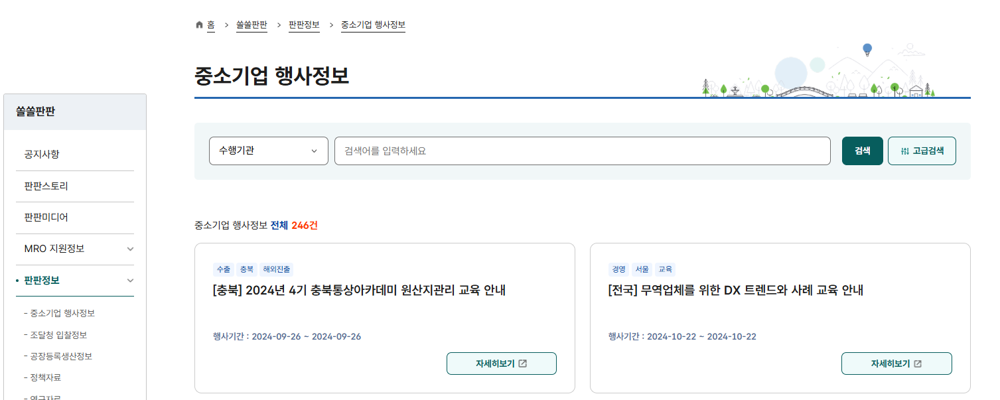 홈 > 쏠쏠판판 > 판판정보 > 중소기업 행사정보
중소기업 행사정보
쏠쏠판판
공지사항
판판스토리
판판미디어
MRO 지원정보
• 판판정보
- 중소기업 행사정보
- 조달청 입찰정보
- 공장등록생산정보
- 정책자료
- 연구자료
수행기관
검색어를 입력하세요
검색
고급검색
중소기업 행사정보 전체 246건
수출 충북 해외진출
[충북] 2024년 4기 충북통상아카데미 원산지관리 교육 안내
행사기간 : 2024-09-26 ~ 2024-09-26
자세히보기
경영 서울 교육
[전국] 무역업체를 위한 DX 트렌드와 사례 교육 안내
행사기간 : 2024-10-22 ~ 2024-10-22
자세히보기